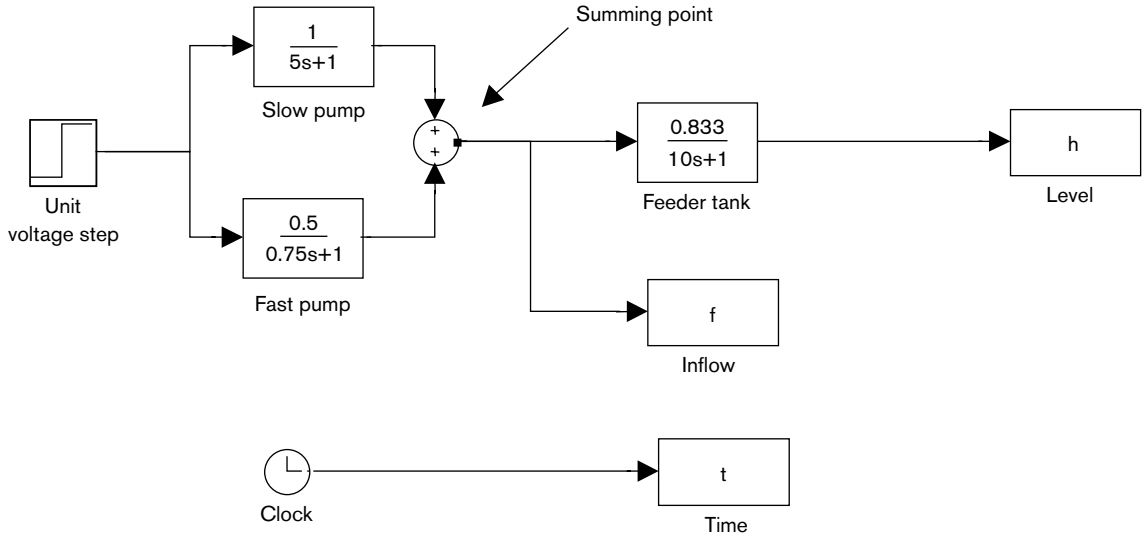 Summing point
1
5s+1
Slow pump
+
+
0.833
10s+1
Feeder tank
h
Level
Unit
voltage step
0.5
0.75s+1
Fast pump
f
Inflow
Clock
t
Time